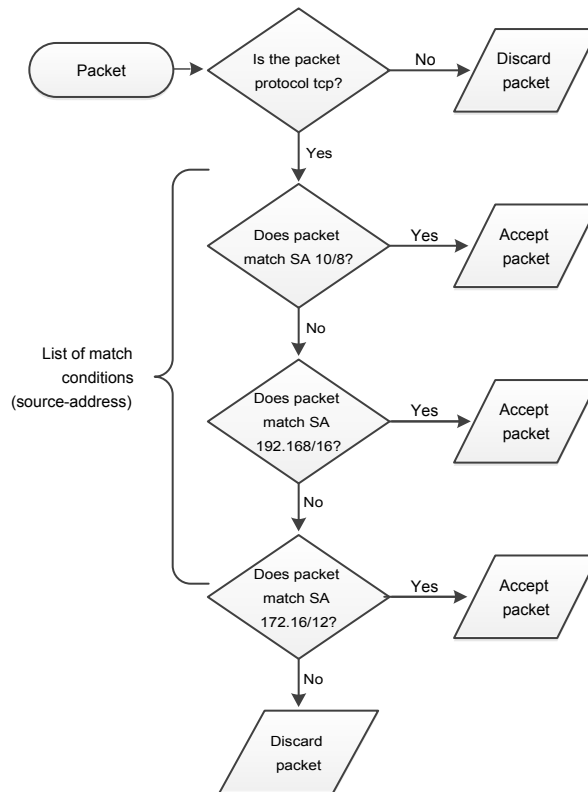 Packet
Is the packet
protocol tcp?
No
Discard
packet
Yes
Does packet
match SA 10/8?
Yes
Accept
packet
No
List of match
conditions
(source-address)
Does packet
match SA
192.168/16?
Yes
Accept
packet
No
Does packet
match SA
172.16/12?
Yes
Accept
packet
No
Discard
packet